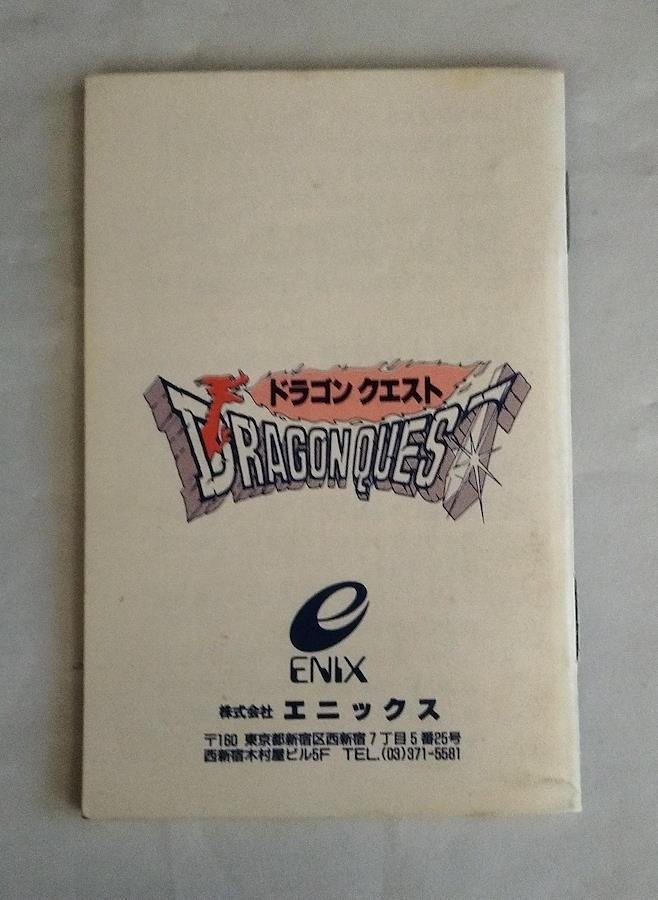 ドラゴン クエスト
DRAGON QUEST
ENIX
株式会社 エニックス
〒160 東京都新宿区西新宿7丁目5番25号
西新宿木村屋ビル5F TEL.(03)371-5581